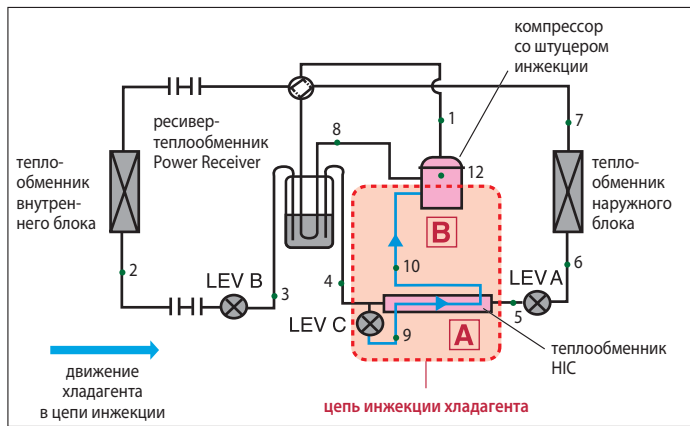 компрессор
со штуцером
инжекции
1
7
ресивер-
теплообменник
Power Receiver
8
тепло-
обменник
внутрен-
него блока
12
тепло-
обменник
наружного
блока
B
2
LEV B
3
4
10
LEV A
6
LEV C
9
A
5
движение
хладагента
в цепи инжекции
теплообменник
HIC
цепь инжекции хладагента